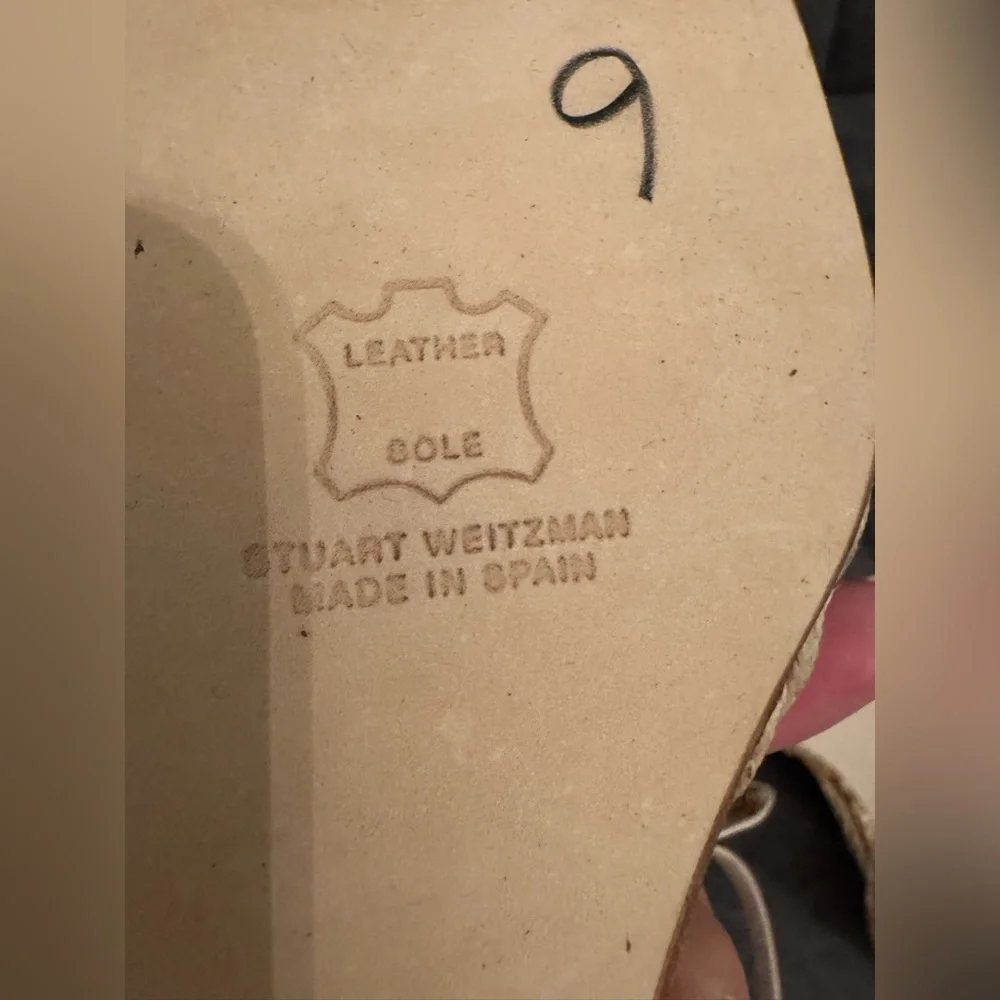 9
LEATHER
SOLE
STUART WEITZMAN
MADE IN SPAIN